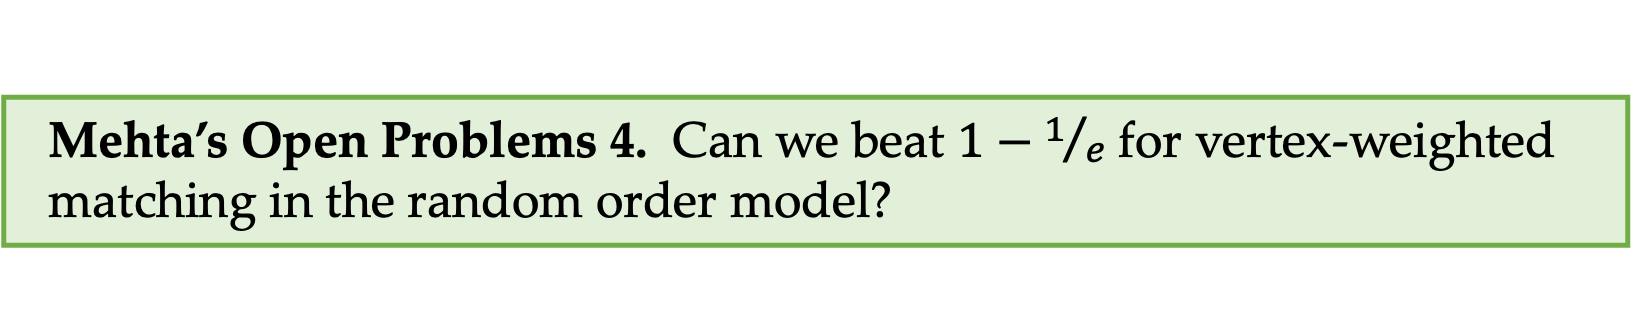 Mehta's Open Problems 4. Can we beat 1 − 1/e for vertex-weighted
matching in the random order model?